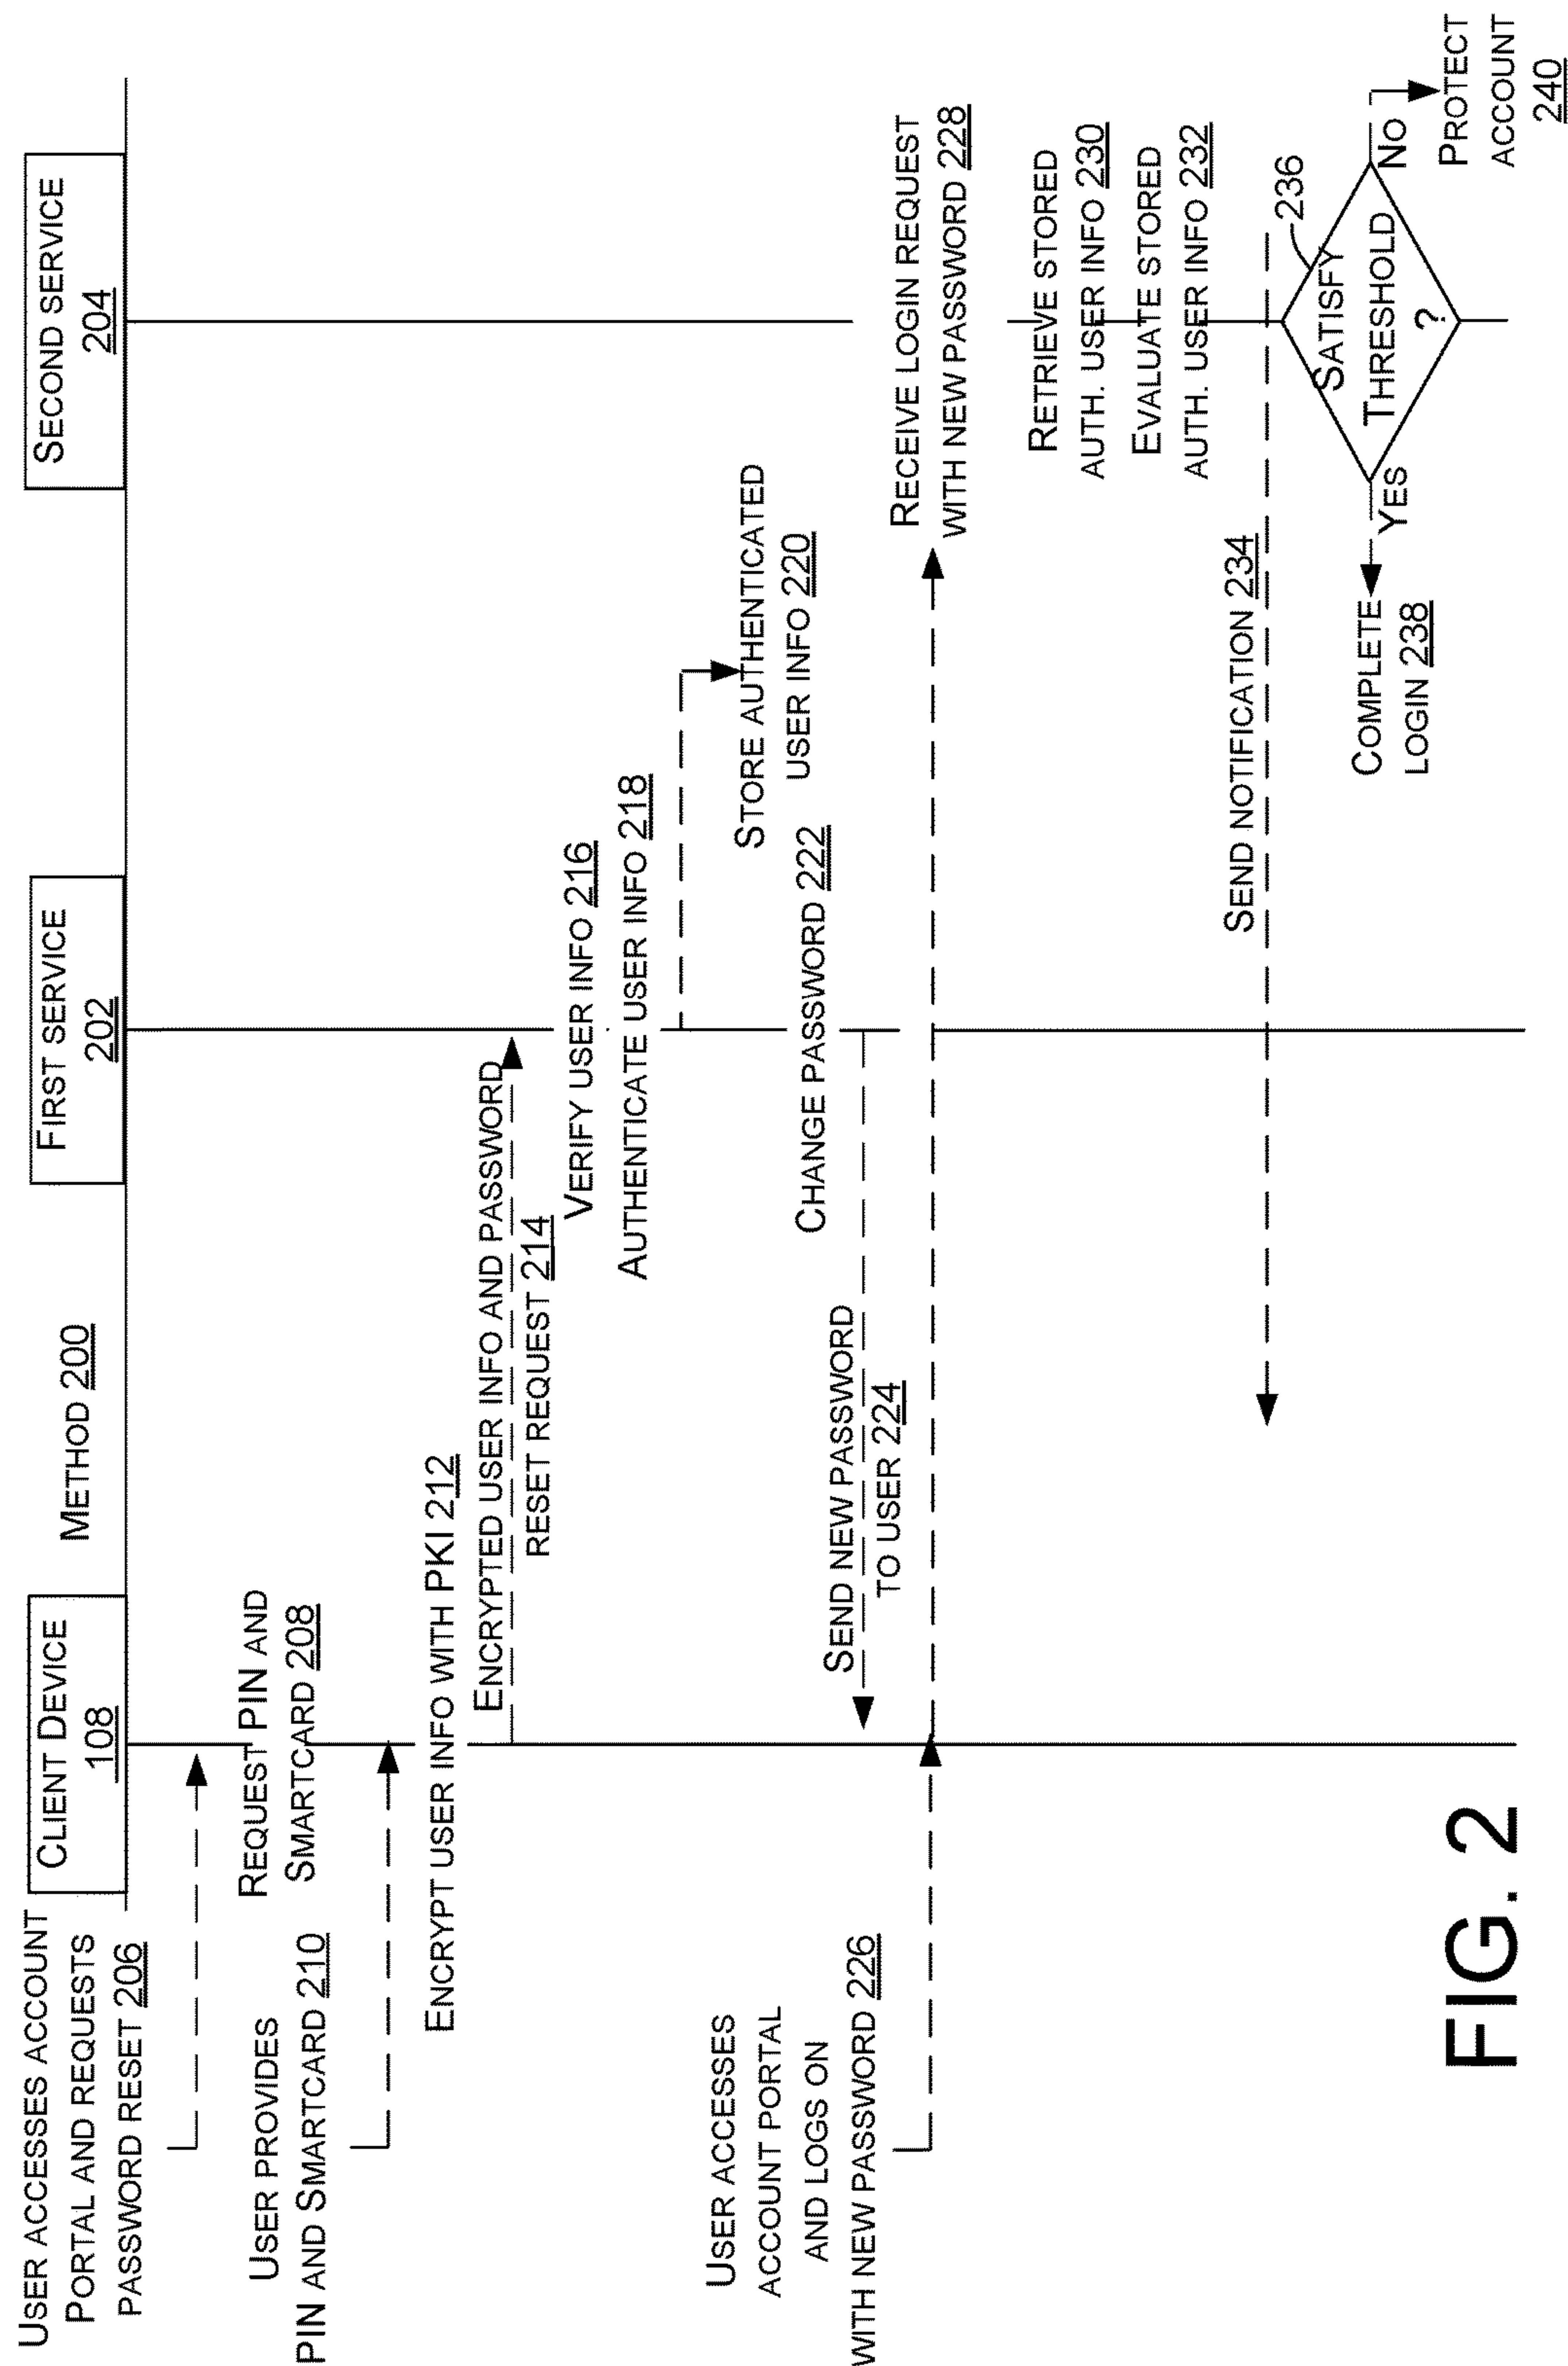 METHOD 200
CLIENT DEVICE
108
FIRST SERVICE
202
SECOND SERVICE
204
USER ACCESSES ACCOUNT
PORTAL AND REQUESTS
PASSWORD RESET 206
REQUEST PIN AND
SMARTCARD 208
USER PROVIDES
PIN AND SMARTCARD 210
ENCRYPT USER INFO WITH PKI 212
ENCRYPTED USER INFO AND PASSWORD
RESET REQUEST 214
VERIFY USER INFO 216
AUTHENTICATE USER INFO 218
STORE AUTHENTICATED
USER INFO 220
CHANGE PASSWORD 222
SEND NEW PASSWORD
TO USER 224
USER ACCESSES
ACCOUNT PORTAL
AND LOGS ON
WITH NEW PASSWORD 226
RECEIVE LOGIN REQUEST
WITH NEW PASSWORD 228
RETRIEVE STORED
AUTH. USER INFO 230
EVALUATE STORED
AUTH. USER INFO 232
SEND NOTIFICATION 234
236
SATISFY
THRESHOLD
?
YES
NO
COMPLETE
LOGIN 238
PROTECT
ACCOUNT
240
FIG. 2